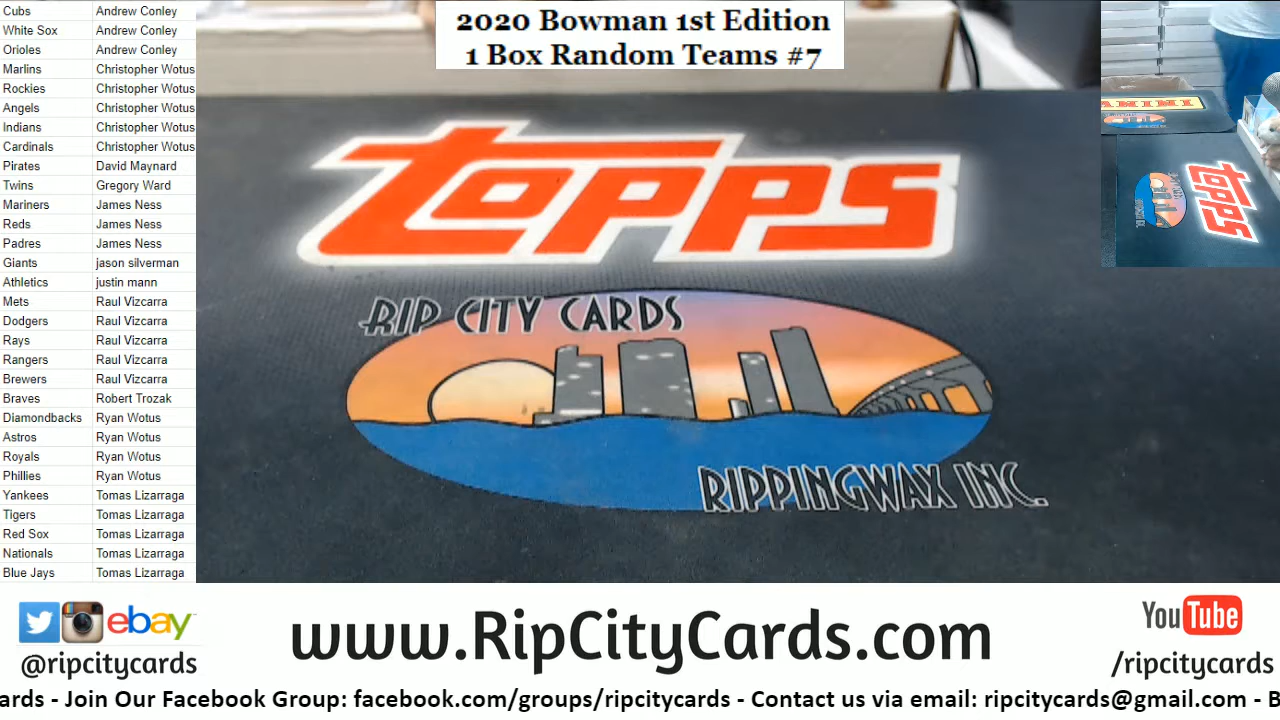 Cubs Andrew Conley
White Sox Andrew Conley
Orioles Andrew Conley
Marlins Christopher Wotus
Rockies Christopher Wotus
Angels Christopher Wotus
Indians Christopher Wotus
Cardinals Christopher Wotus
Pirates David Maynard
Twins Gregory Ward
Mariners James Ness
Reds James Ness
Padres James Ness
Giants jason silverman
Athletics justin mann
Mets Raul Vizcarra
Dodgers Raul Vizcarra
Rays Raul Vizcarra
Rangers Raul Vizcarra
Brewers Raul Vizcarra
Braves Robert Trozak
Diamondbacks Ryan Wotus
Astros Ryan Wotus
Royals Ryan Wotus
Phillies Ryan Wotus
Yankees Tomas Lizarraga
Tigers Tomas Lizarraga
Red Sox Tomas Lizarraga
Nationals Tomas Lizarraga
Blue Jays Tomas Lizarraga
2020 Bowman 1st Edition
1 Box Random Teams #7
topps
RIP CITY CARDS
RIPPINGWAX INC.
topps
ebay
@ripcitycards
www.RipCityCards.com
YouTube
/ripcitycards
ards - Join Our Facebook Group: facebook.com/groups/ripcitycards - Contact us via email: ripcitycards@gmail.com - B